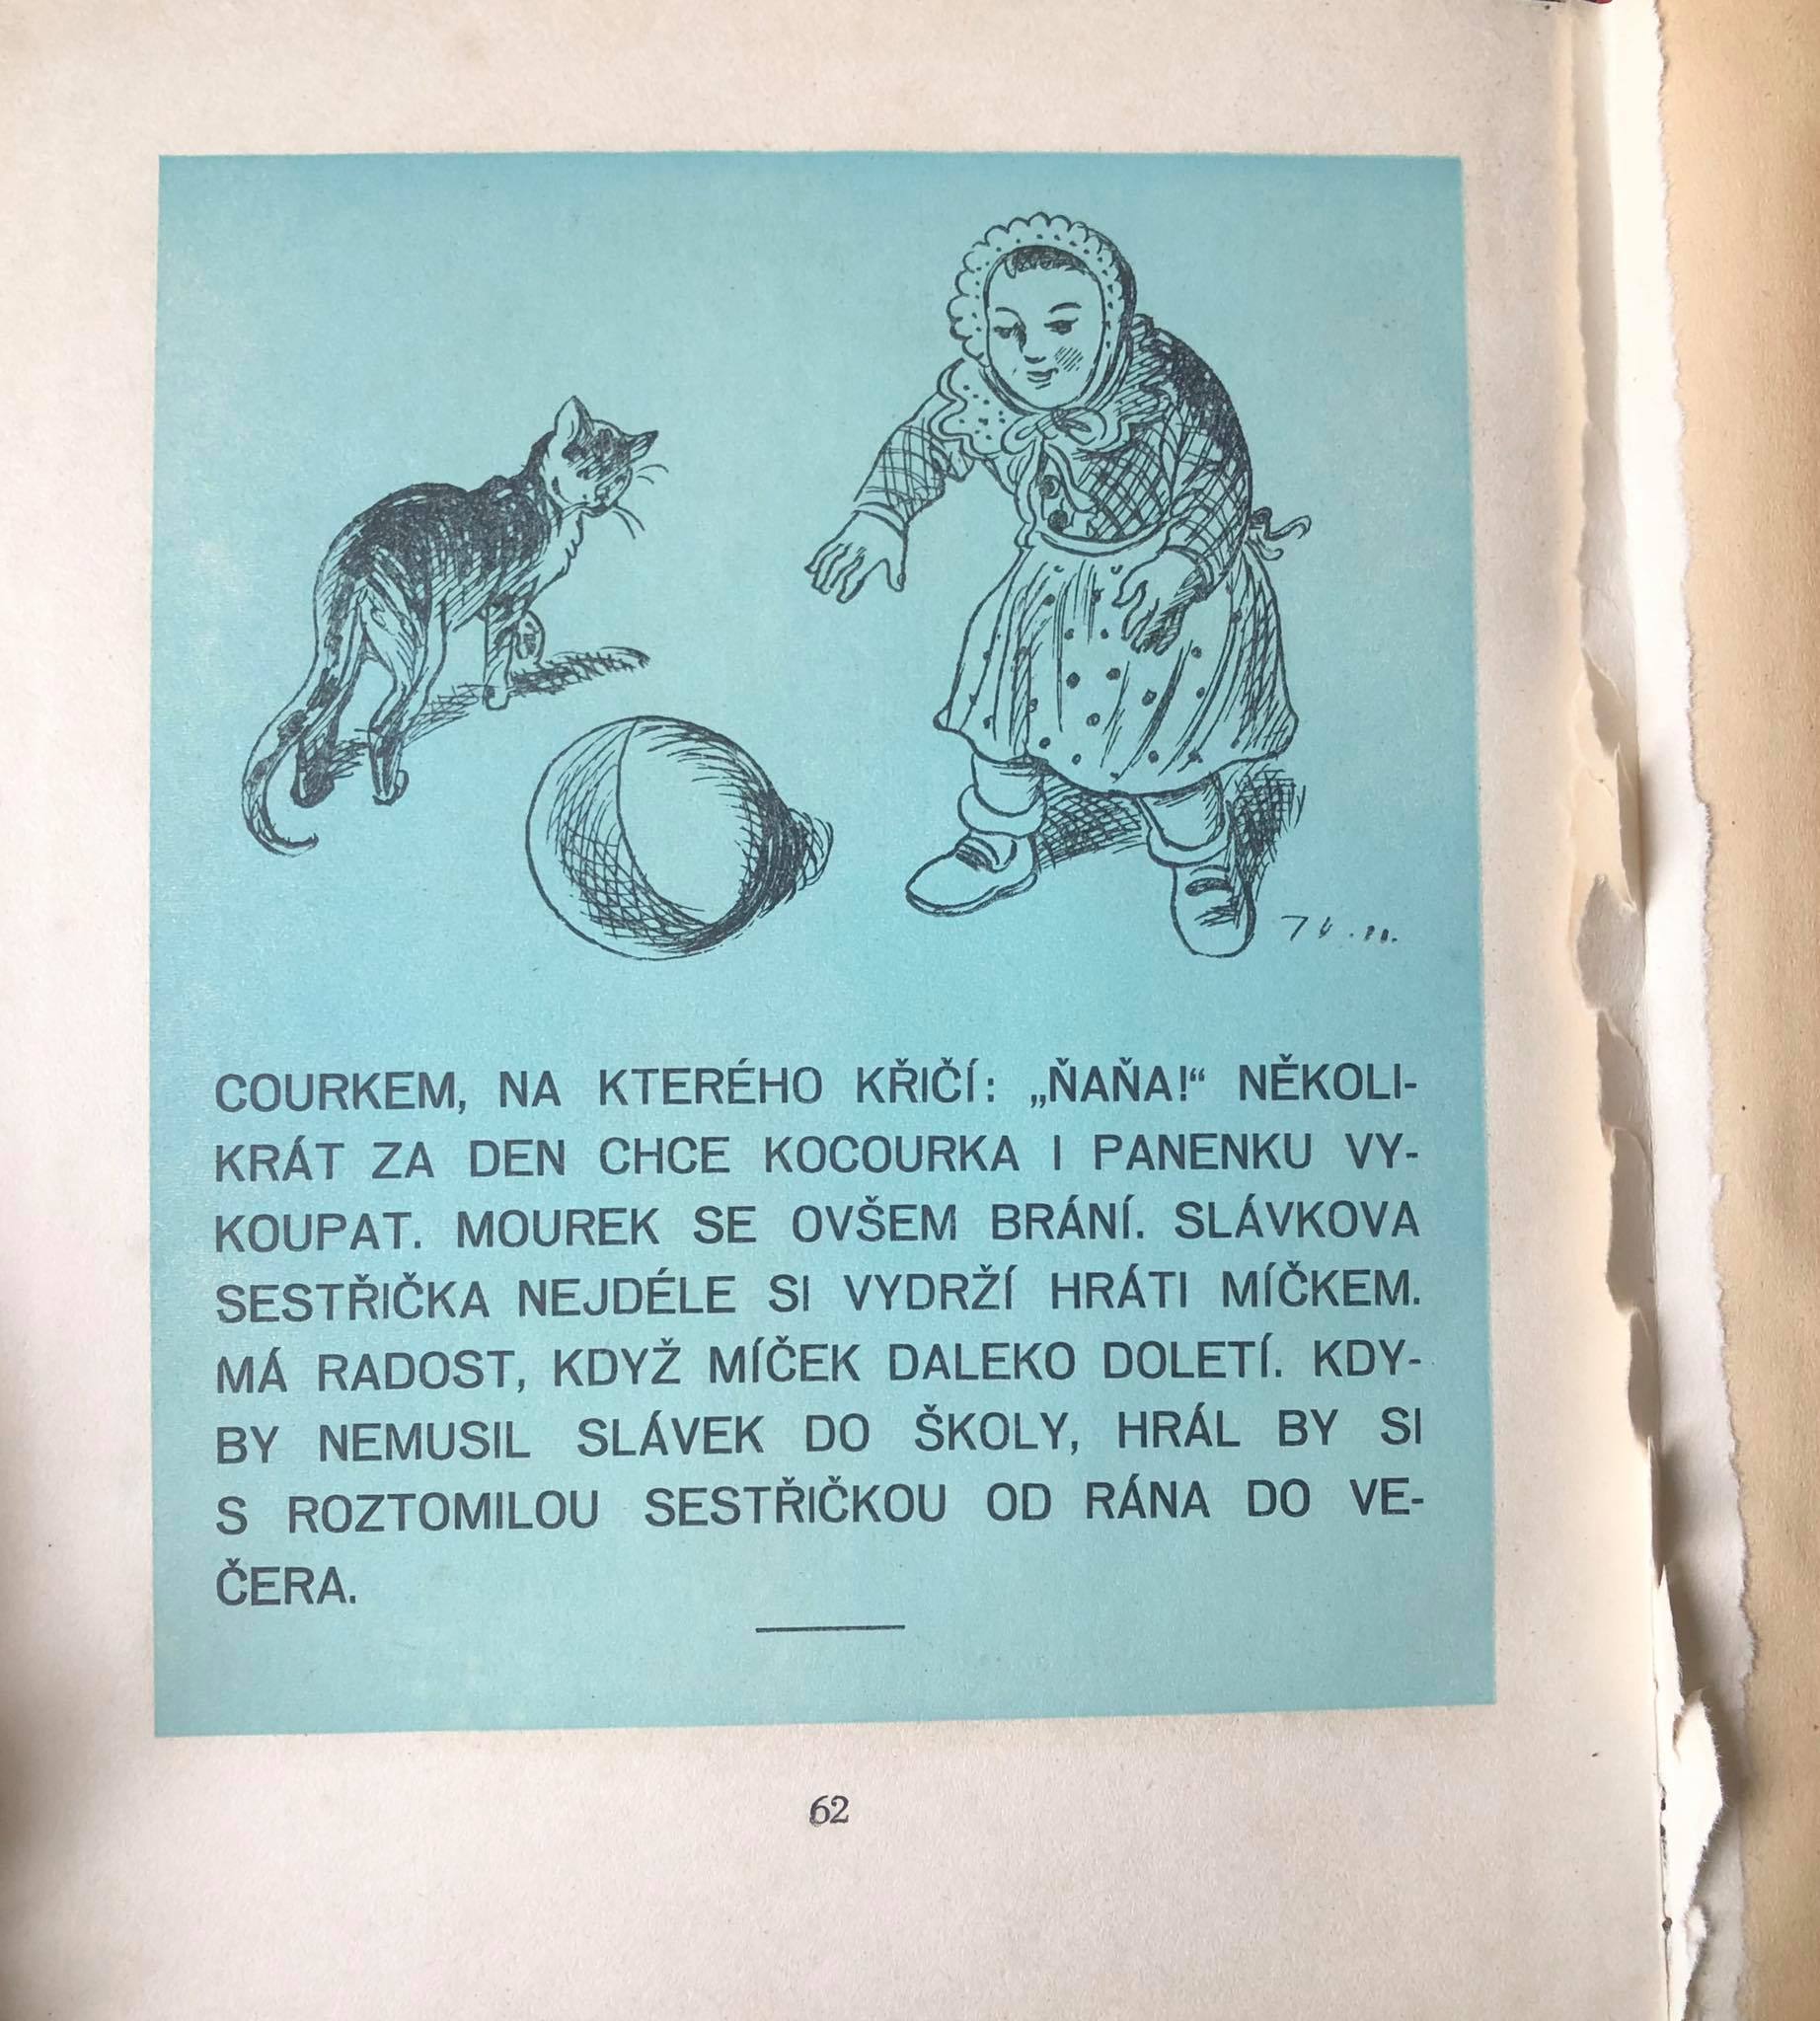 COURKEM, NA KTERÉHO KŘIČÍ: „ŇAŇA!“ NĚKOLI-
KRÁT ZA DEN CHCE KOCOURKA I PANENKU VY-
KOUPAT. MOUREK SE OVŠEM BRÁNÍ. SLÁVKOVA
SESTŘIČKA NEJDÉLE SI VYDRŽÍ HRÁTI MÍČKEM.
MÁ RADOST, KDYŽ MÍČEK DALEKO DOLETÍ. KDY-
BY NEMUSIL SLÁVEK DO ŠKOLY, HRÁL BY SI
S ROZTOMILOU SESTŘIČKOU OD RÁNA DO VE-
ČERA.
62